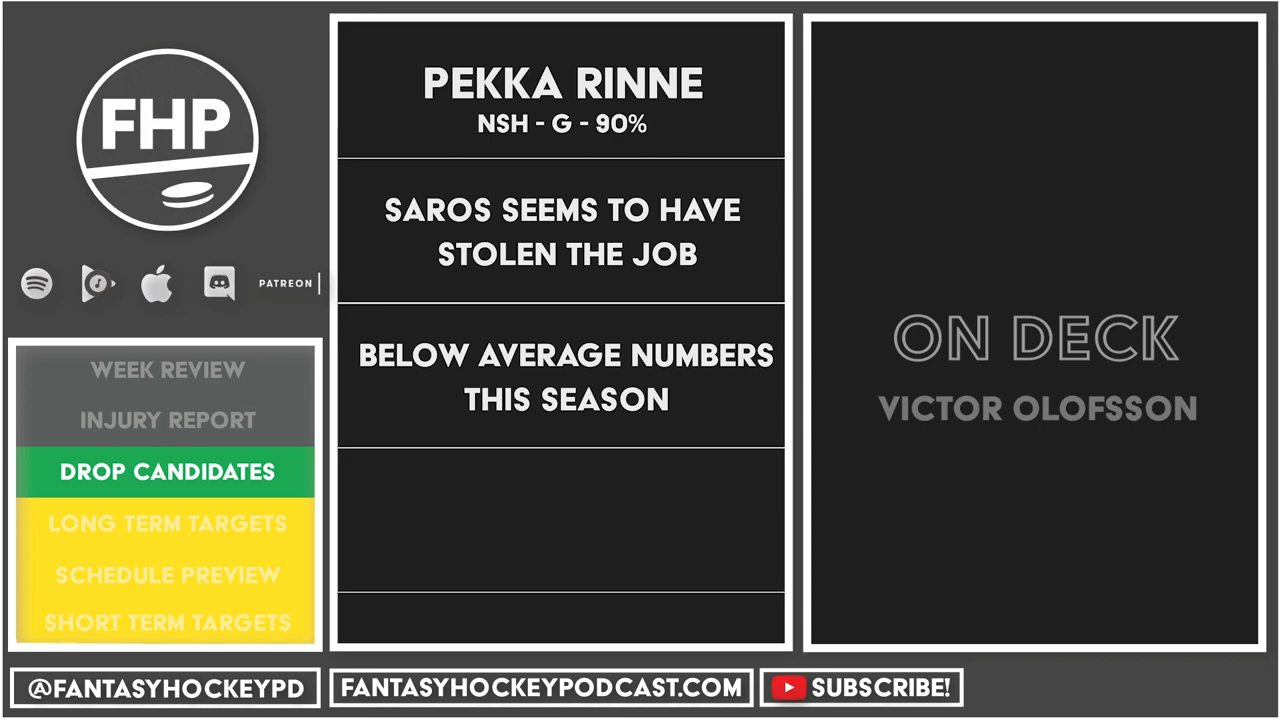 FHP
PATREON
WEEK REVIEW
INJURY REPORT
DROP CANDIDATES
LONG TERM TARGETS
SCHEDULE PREVIEW
SHORT TERM TARGETS
PEKKA RINNE
NSH - G - 90%
SAROS SEEMS TO HAVE
STOLEN THE JOB
BELOW AVERAGE NUMBERS
THIS SEASON
ON DECK
VICTOR OLOFSSON
@FANTASYHOCKEYPD
FANTASYHOCKEYPODCAST.COM
SUBSCRIBE!